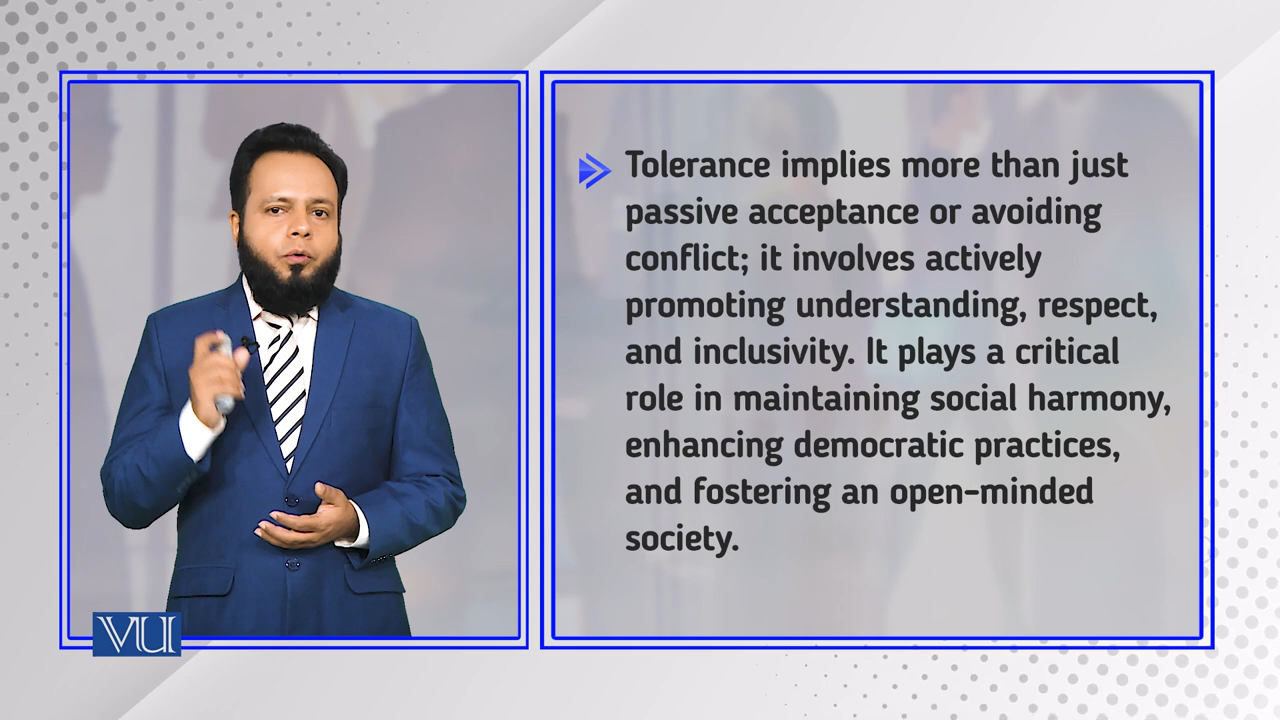 Tolerance implies more than just
passive acceptance or avoiding
conflict; it involves actively
promoting understanding, respect,
and inclusivity. It plays a critical
role in maintaining social harmony,
enhancing democratic practices,
and fostering an open-minded
society.
VU